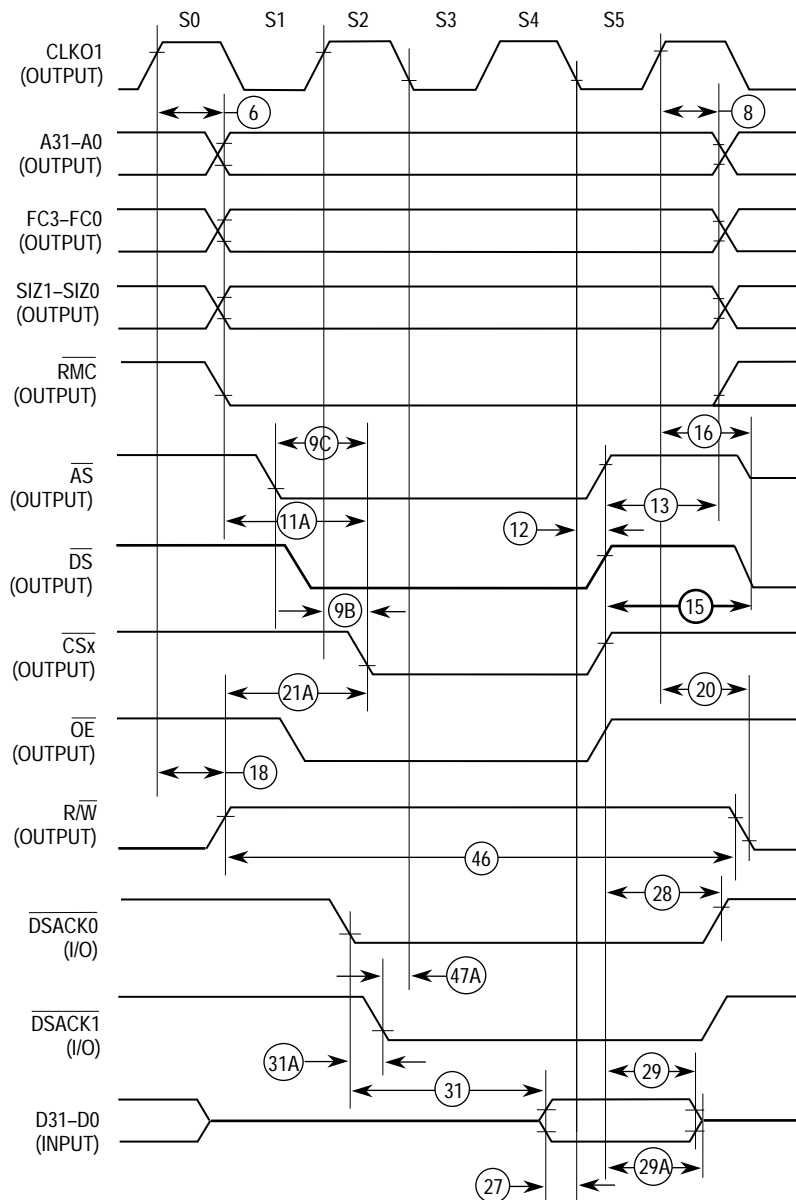 S0 S1 S2 S3 S4 S5
CLKO1
(OUTPUT)
6 8
A31–A0
(OUTPUT)
FC3–FC0
(OUTPUT)
SIZ1–SIZ0
(OUTPUT)
RMC
(OUTPUT)
16
9C
AS
(OUTPUT)
13
11A 12
DS
(OUTPUT)
9B 15
CSx
(OUTPUT)
21A 20
OE
(OUTPUT)
18
R/W
(OUTPUT)
46
28
DSACK0
(I/O)
47A
DSACK1
(I/O)
31A 29
31
D31–D0
(INPUT)
29A
27